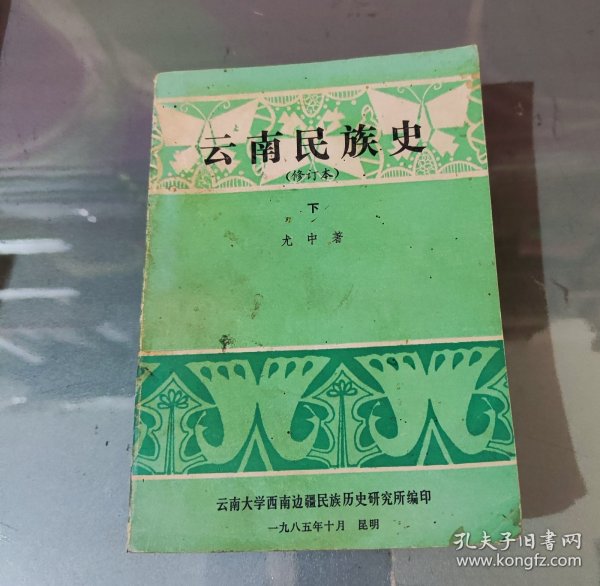 云南民族史
(修订本)
下
尤中著
云南大学西南边疆民族历史研究所编印
一九八五年十月 昆明
孔夫子旧书网
www.kongfz.com